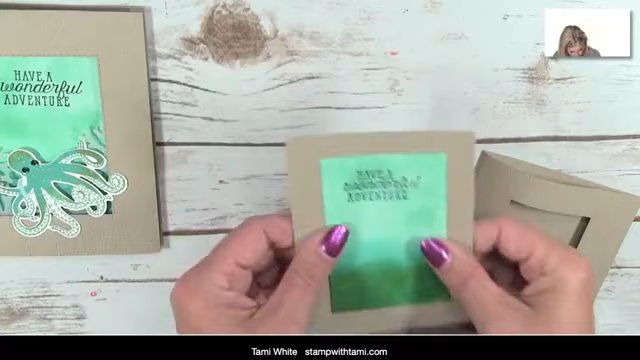 HAVE A
wonderful
ADVENTURE
HAVE A
wonderful
ADVENTURE
Tami White stampwithtami.com